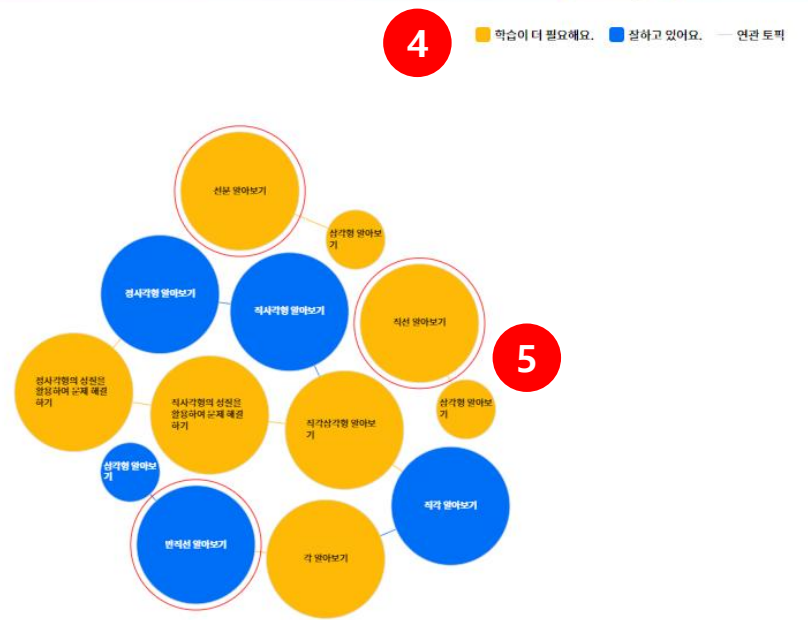 4
학습이 더 필요해요.
잘하고 있어요.
연관 토픽
선분 알아보기
삼각형 알아보
기
정사각형 알아보기
직사각형 알아보기
직선 알아보기
5
정사각형의 성질을
활용하여 문제 해결
하기
직사각형의 성질을
활용하여 문제 해결
하기
직각삼각형 알아보
기
삼각형 알아보
기
삼각형 알아보
기
직각 알아보기
반직선 알아보기
각 알아보기